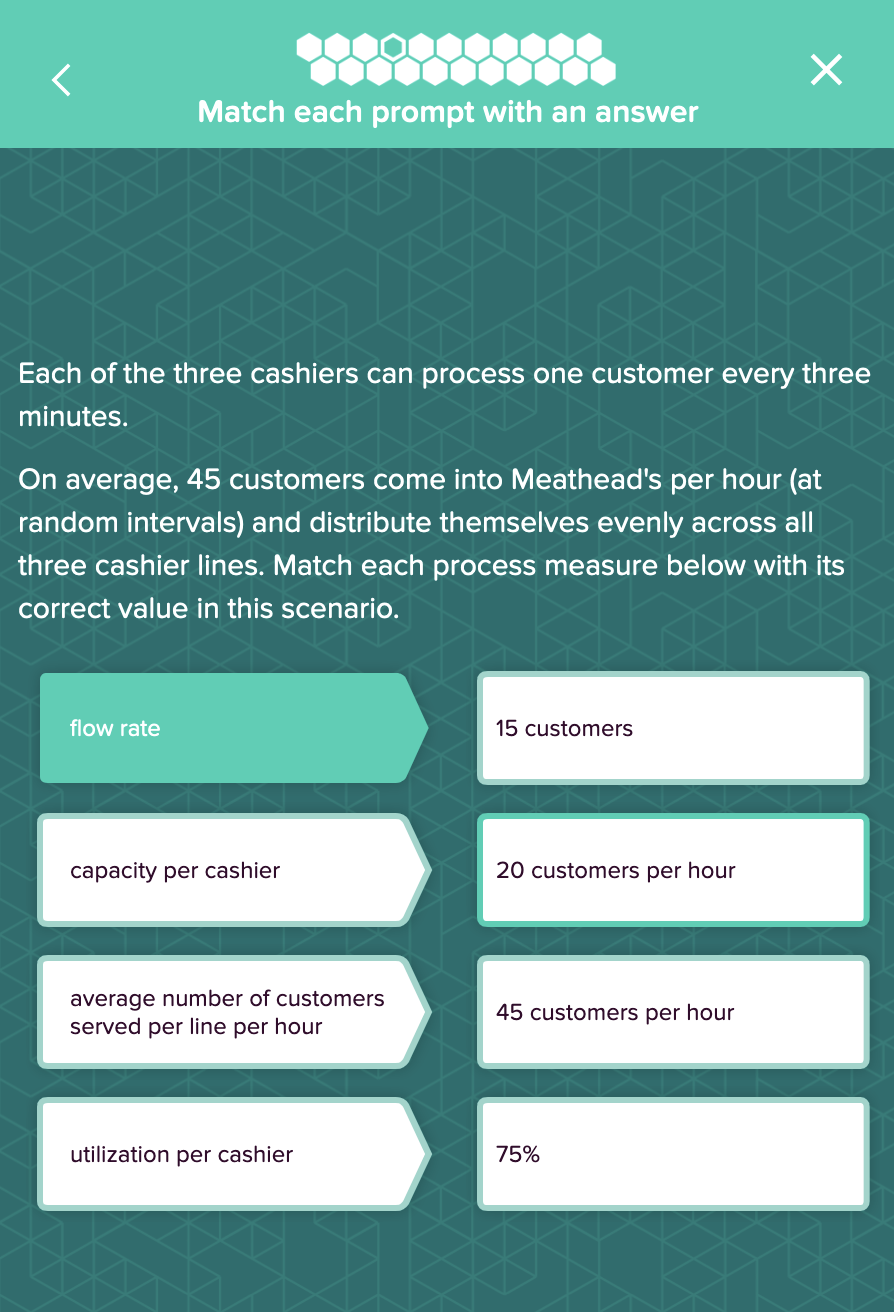 Match each prompt with an answer
Each of the three cashiers can process one customer every three
minutes.
On average, 45 customers come into Meathead's per hour (at
random intervals) and distribute themselves evenly across all
three cashier lines. Match each process measure below with its
correct value in this scenario.
flow rate
15 customers
capacity per cashier
20 customers per hour
average number of customers
served per line per hour
45 customers per hour
utilization per cashier
75%